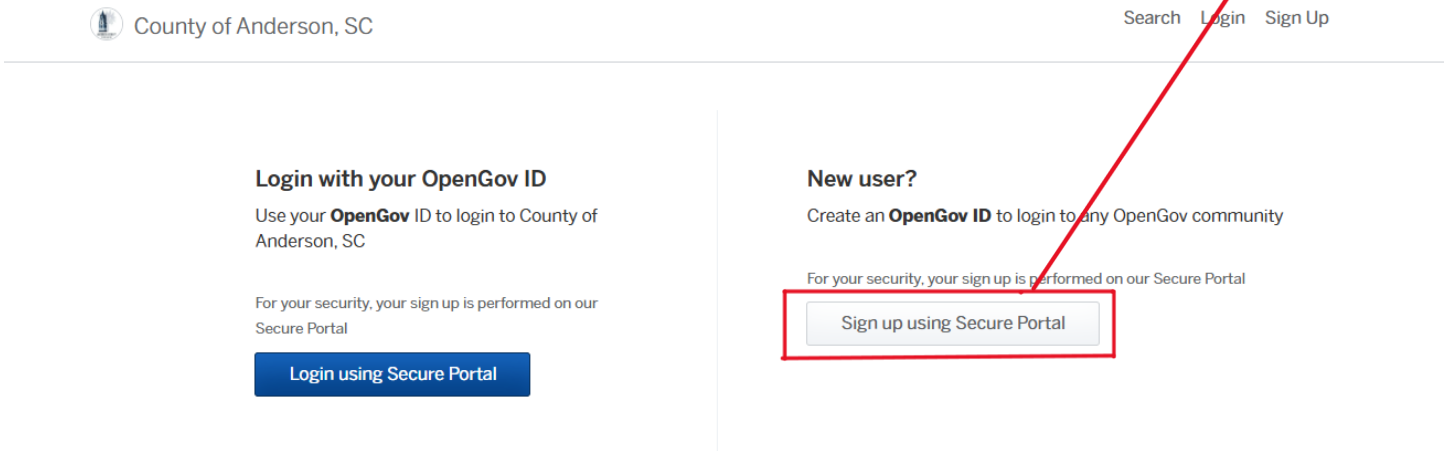 County of Anderson, SC
Search Login Sign Up
Login with your OpenGov ID
Use your OpenGov ID to login to County of
Anderson, SC
For your security, your sign up is performed on our
Secure Portal
Login using Secure Portal
New user?
Create an OpenGov ID to login to any OpenGov community
For your security, your sign up is performed on our Secure Portal
Sign up using Secure Portal